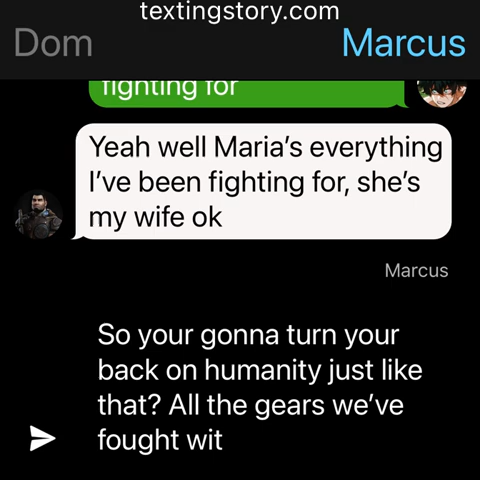 textingstory.com
Dom
Marcus
fighting for
Yeah well Maria’s everything
I’ve been fighting for, she’s
my wife ok
Marcus
So your gonna turn your
back on humanity just like
that? All the gears we’ve
fought wit